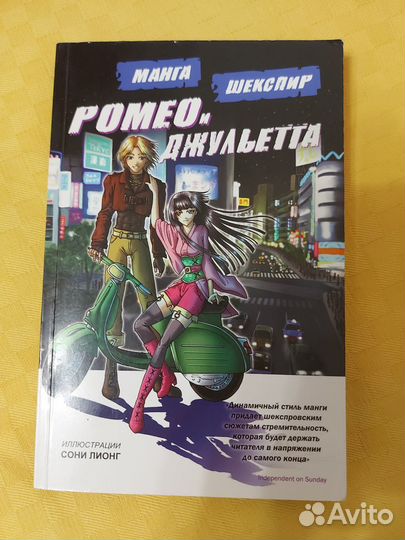 МАНГА
ШЕКСПИР
РОМЕО и
ДЖУЛЬЕТТА
«Динамичный стиль манги
придает шекспировским
сюжетам стремительность,
которая будет держать
читателя в напряжении
до самого конца»
Independent on Sunday
ИЛЛЮСТРАЦИИ
СОНИ ЛИОНГ
Avito